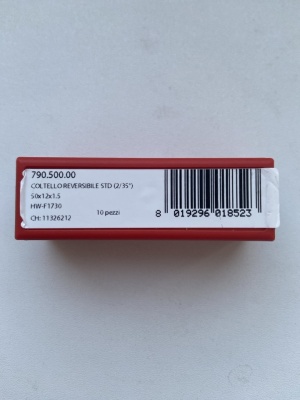 790.500.00
COLTELLO REVERSIBILE STD (2/35°)
50x12x1.5
HW-F1730
10 pezzi
CH: 11326212
8 019296 018523